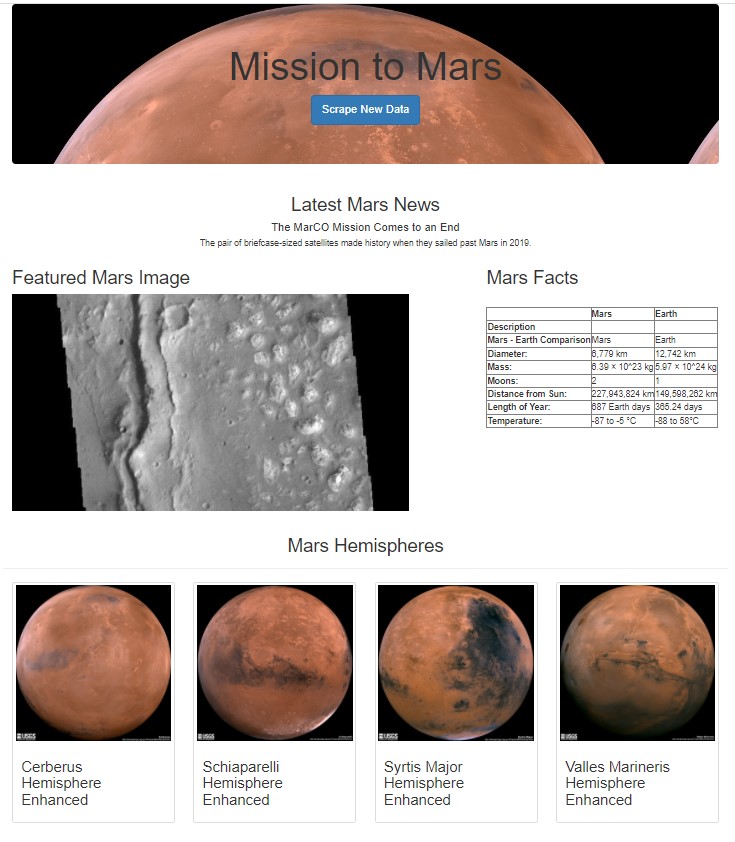 Mission to Mars
Scrape New Data
Latest Mars News
The MarCO Mission Comes to an End
The pair of briefcase-sized satellites made history when they sailed past Mars in 2019.
Featured Mars Image
Mars Facts
Mars Earth
Description
Mars - Earth Comparison Mars Earth
Diameter: 6,779 km 12,742 km
Mass: 6.39 × 10^23 kg 5.97 × 10^24 kg
Moons: 2 1
Distance from Sun: 227,943,824 km 149,598,262 km
Length of Year: 687 Earth days 365.24 days
Temperature: -87 to -5 °C -88 to 58°C
Mars Hemispheres
USGS
USGS
USGS
USGS
Cerberus
Hemisphere
Enhanced
Schiaparelli
Hemisphere
Enhanced
Syrtis Major
Hemisphere
Enhanced
Valles Marineris
Hemisphere
Enhanced